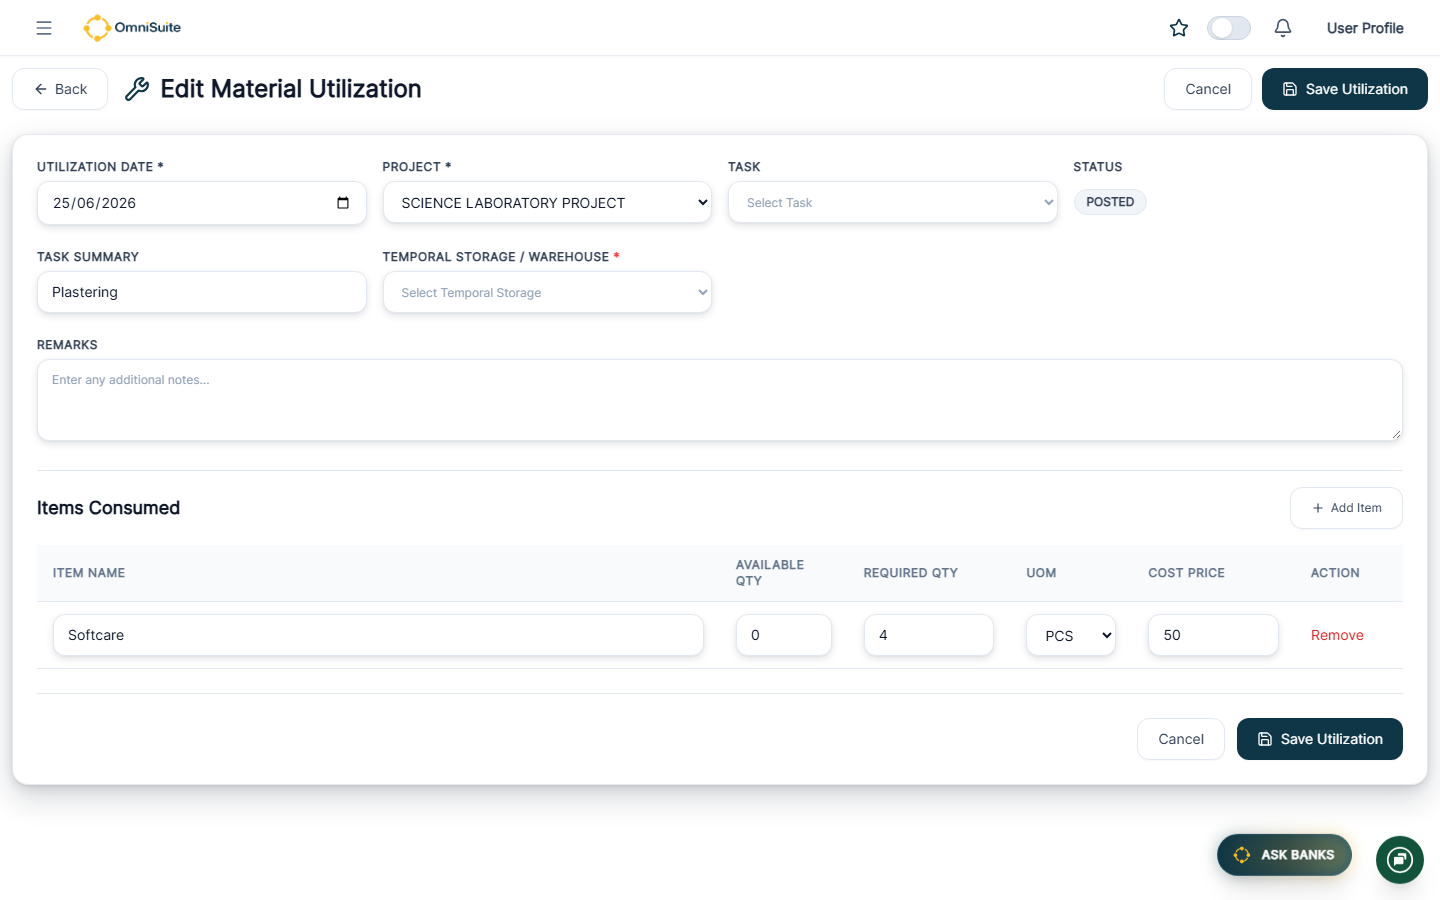 OmniSuite
User Profile
Back
Edit Material Utilization
Cancel
Save Utilization
UTILIZATION DATE *
PROJECT *
TASK
STATUS
25/06/2026
SCIENCE LABORATORY PROJECT
Select Task
POSTED
TASK SUMMARY
TEMPORAL STORAGE / WAREHOUSE *
Plastering
Select Temporal Storage
REMARKS
Enter any additional notes...
Items Consumed
Add Item
ITEM NAME
AVAILABLE QTY
REQUIRED QTY
UOM
COST PRICE
ACTION
Softcare
0
4
PCS
50
Remove
Cancel
Save Utilization
ASK BANKS